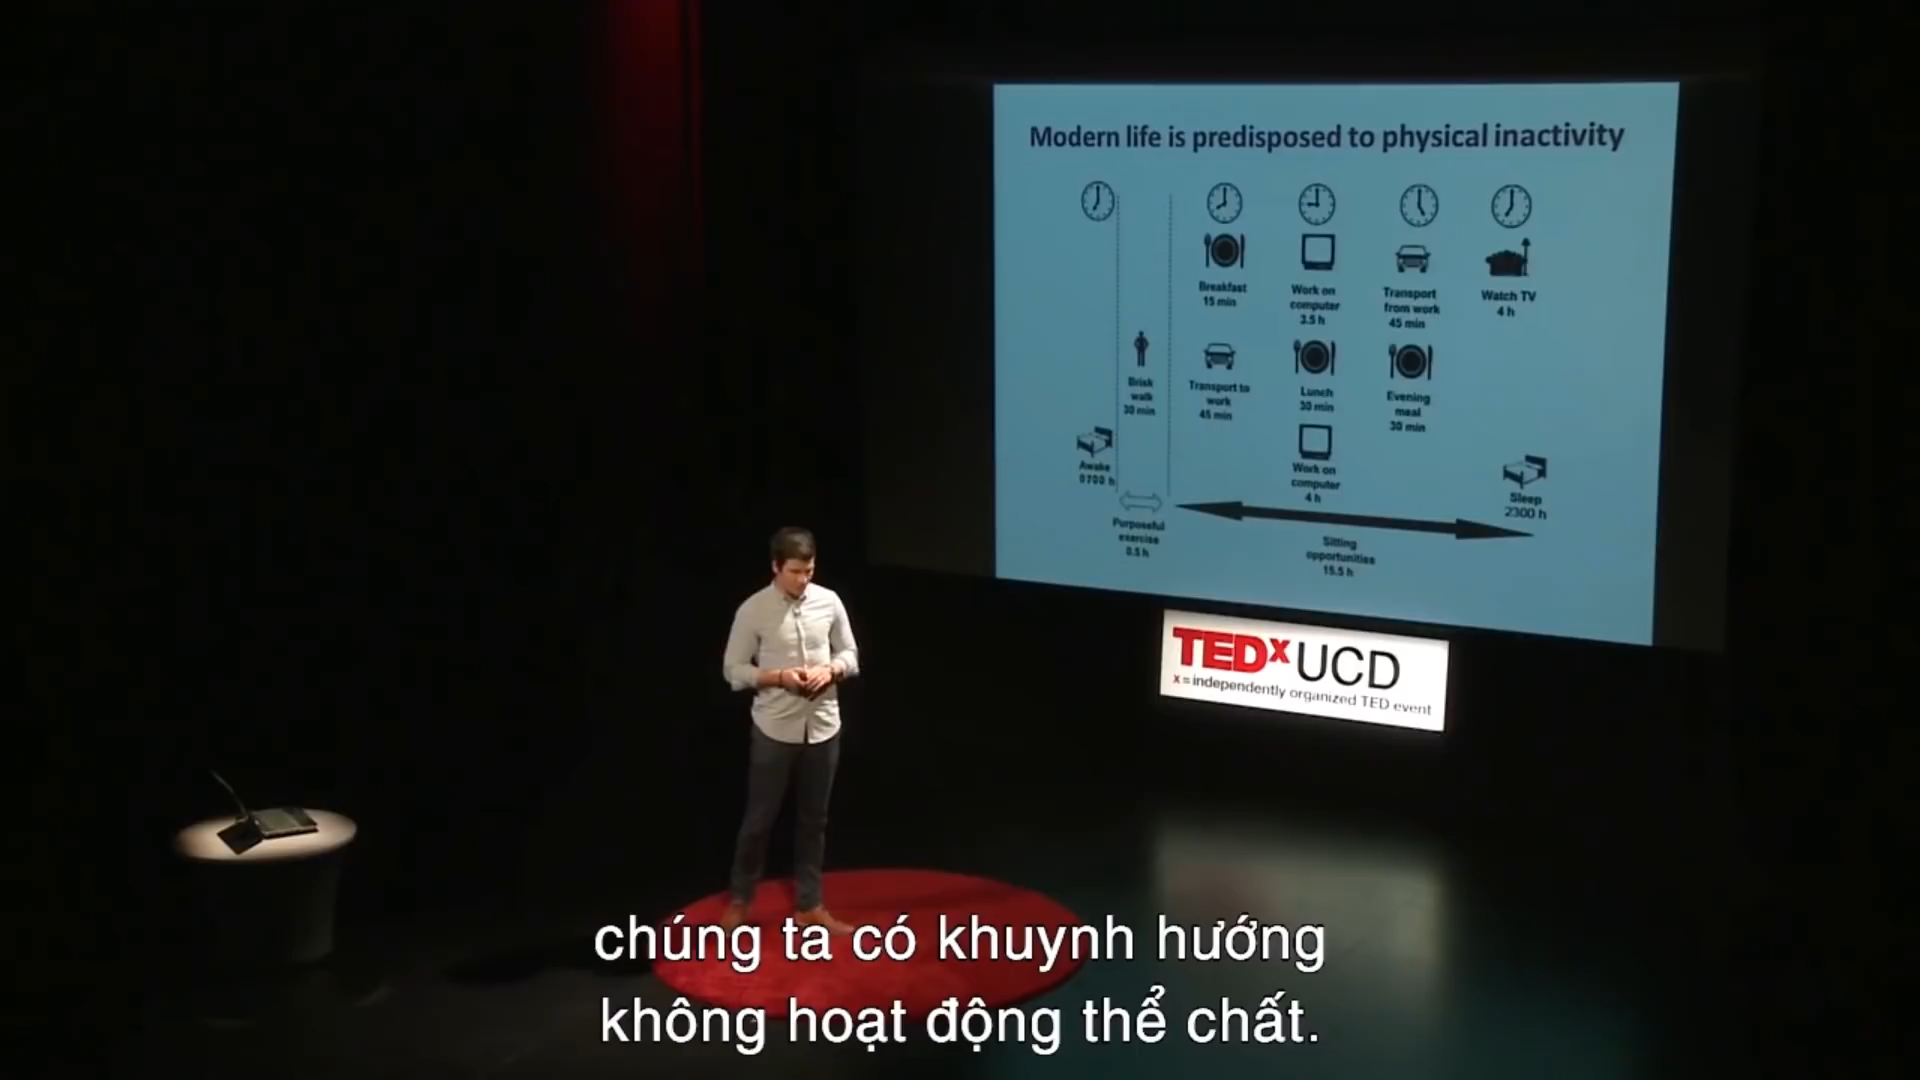 Modern life is predisposed to physical inactivity
Breakfast
15 min
Work on
computer
3.5 h
Transport
from work
45 min
Watch TV
4 h
Brisk
walk
30 min
Transport to
work
45 min
Lunch
30 min
Evening
meal
30 min
Awake
0700 h
Work on
computer
4 h
Sleep
2300 h
Purposeful
exercise
0.5 h
Sitting
opportunities
15.5 h
TEDx UCD
x = independently organized TED event
chúng ta có khuynh hướng
không hoạt động thể chất.